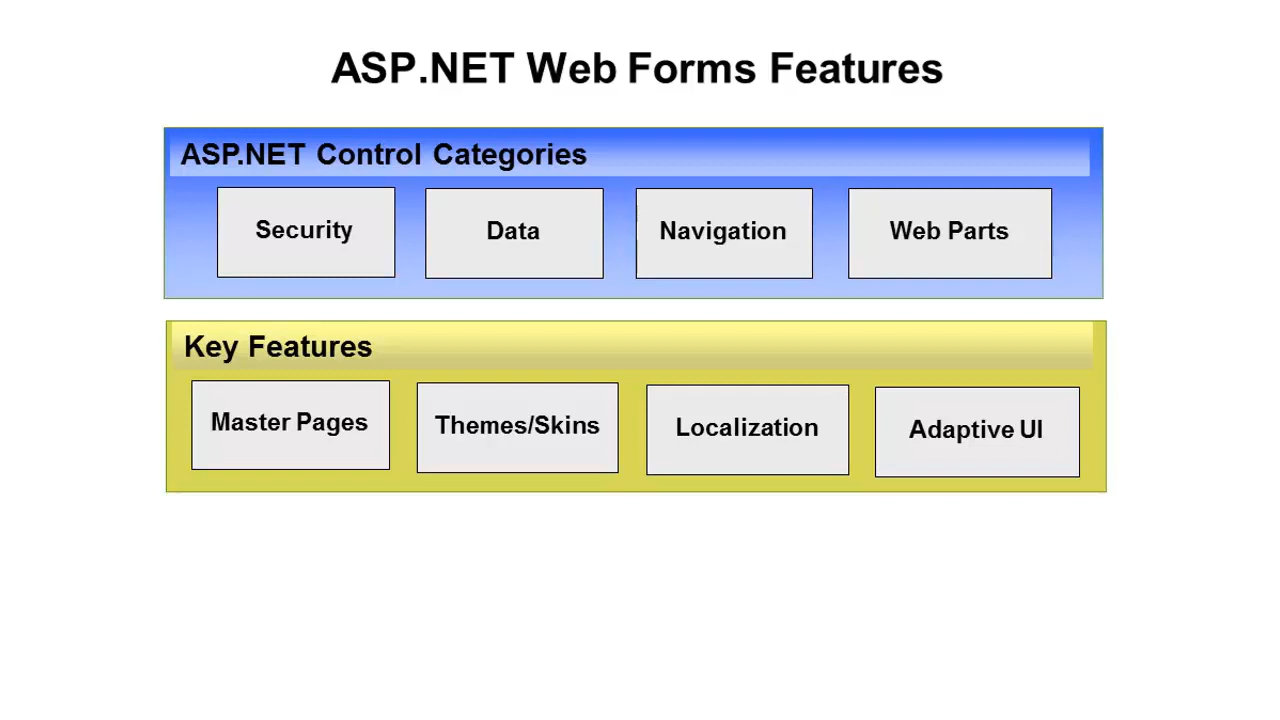 ASP.NET Web Forms Features
ASP.NET Control Categories
Security
Data
Navigation
Web Parts
Key Features
Master Pages
Themes/Skins
Localization
Adaptive UI